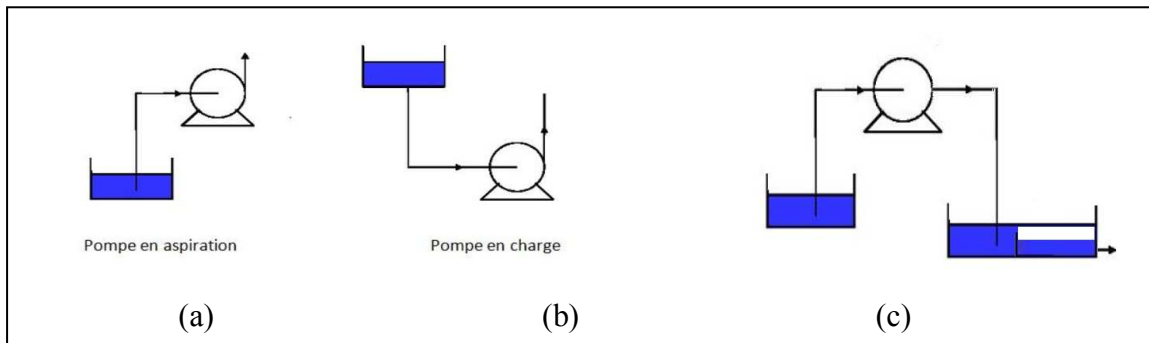 Pompe en aspiration
Pompe en charge
(a)
(b)
(c)